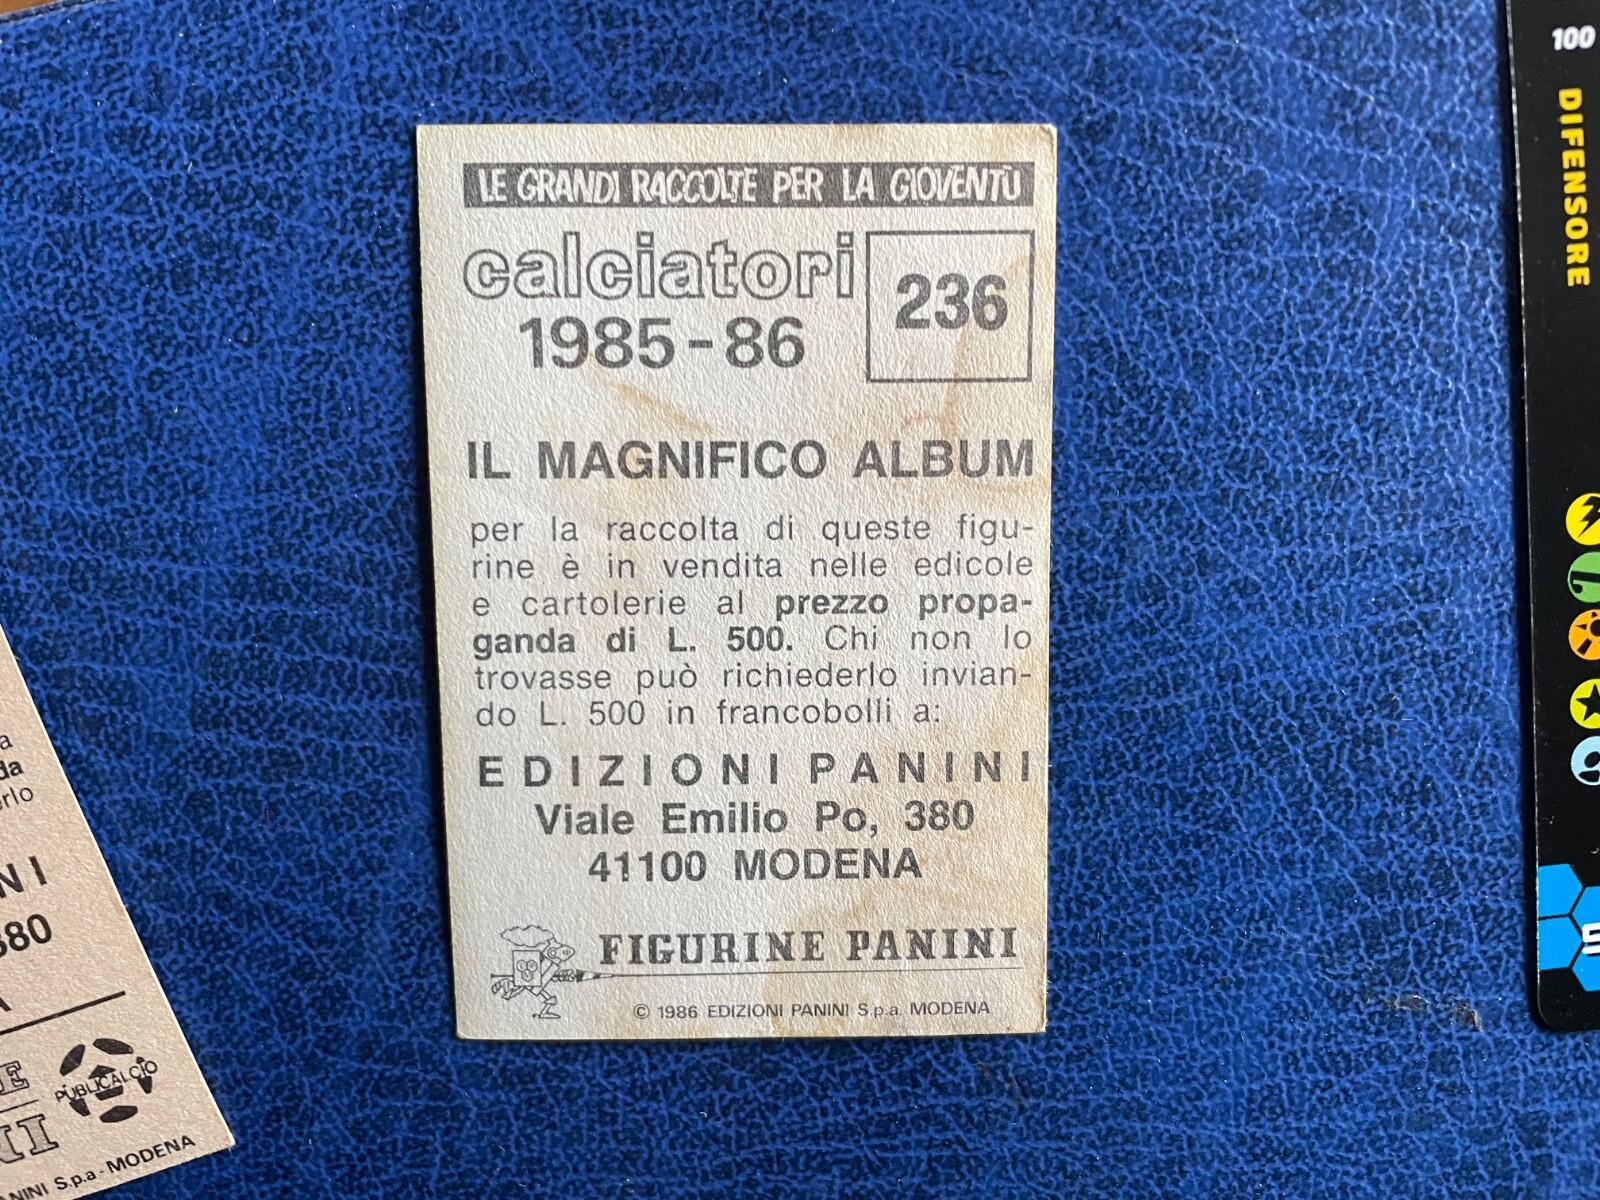 LE GRANDI RACCOLTE PER LA GIOVENTÙ
calciatori
1985-86
236
IL MAGNIFICO ALBUM
per la raccolta di queste figu-
rine è in vendita nelle edicole
e cartolerie al prezzo propa-
ganda di L. 500. Chi non lo
trovasse può richiederlo invian-
do L. 500 in francobolli a:
EDIZIONI PANINI
Viale Emilio Po, 380
41100 MODENA
FIGURINE PANINI
© 1986 EDIZIONI PANINI S.p.a. MODENA
PUBLICALCIO
S.p.a-MODENA
100
DIFENSORE